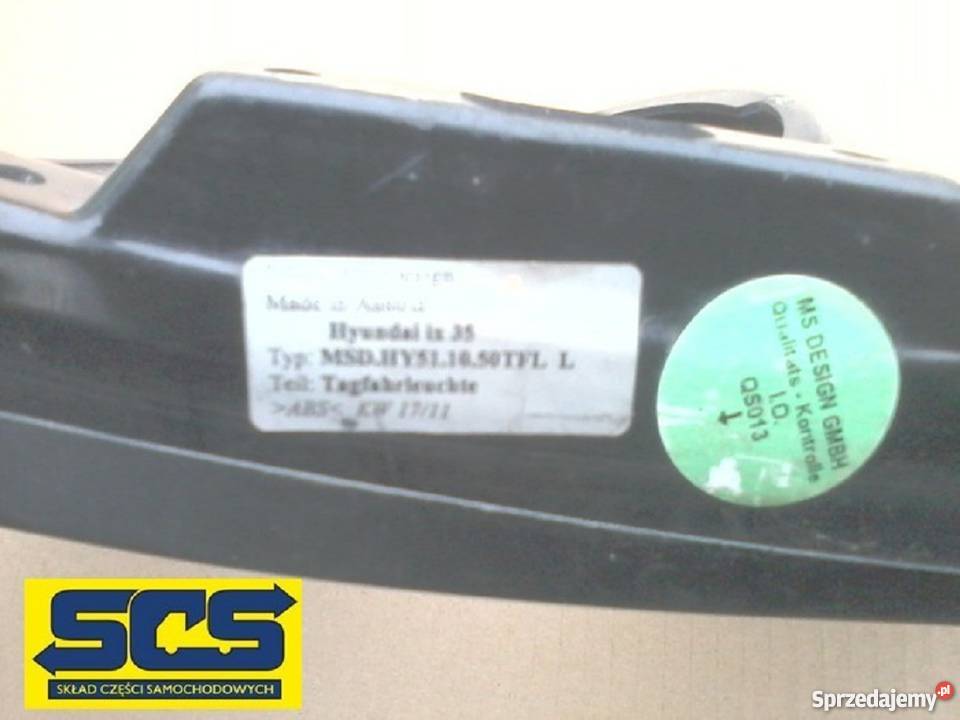 Made in Austria
Hyundai ix 35
Typ: MSD.HY51.10.50TFL L
Teil: Tagfahrleuchte
>ABS< KW 17/11
MS DESIGN GMBH
Qualitäts - Kontrolle
I.O.
QS013
SCS
SKŁAD CZĘŚCI SAMOCHODOWYCH
Sprzedajemy.pl